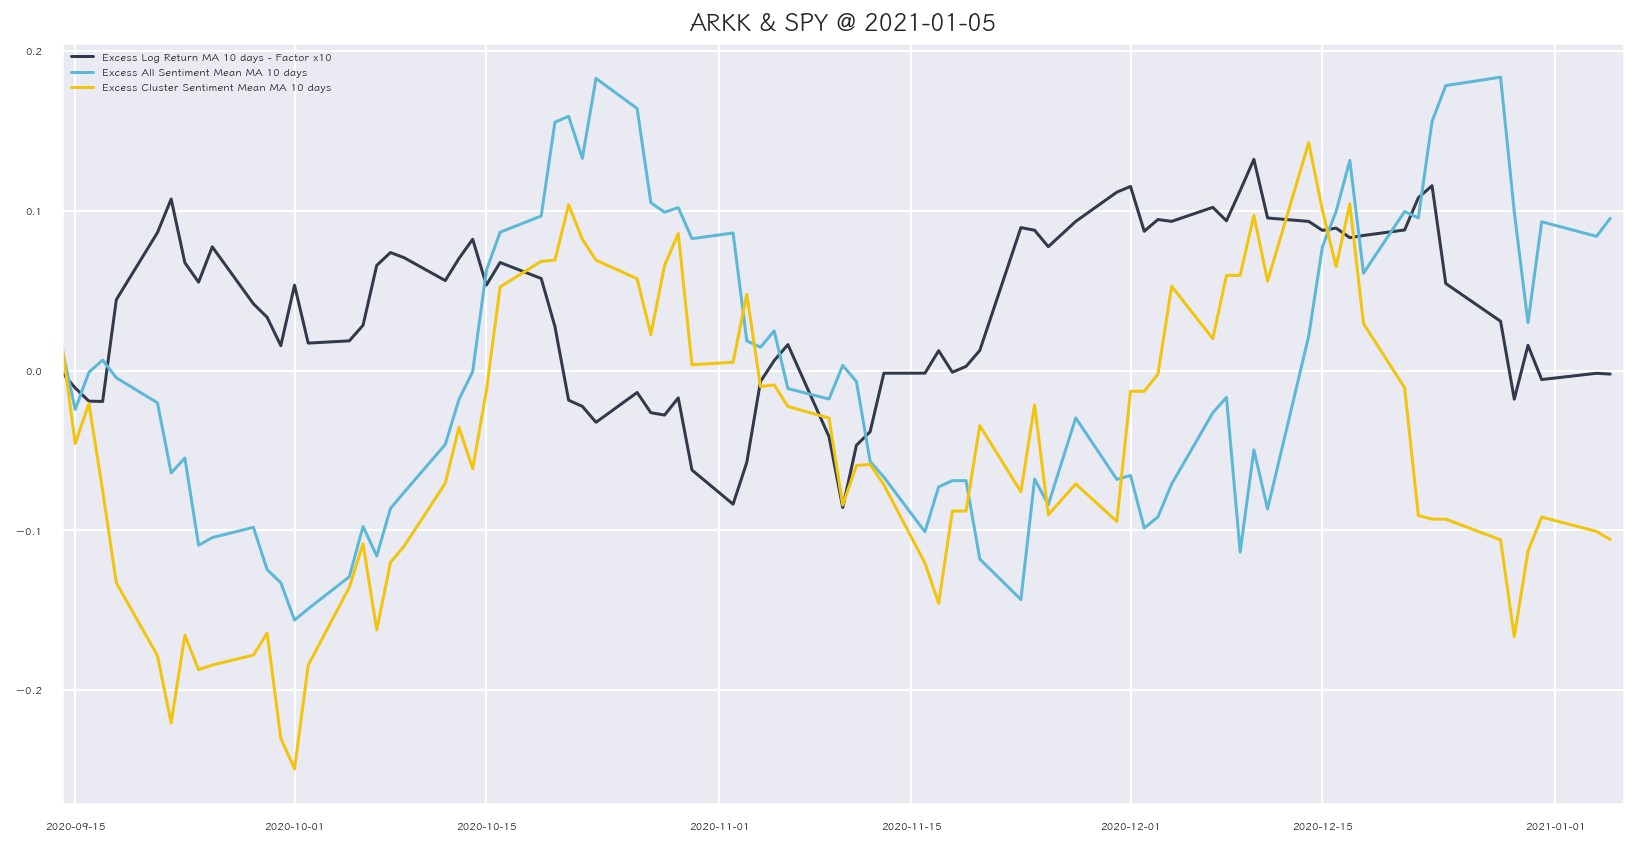 ARKK & SPY @ 2021-01-05
Excess Log Return MA 10 days - Factor x10
Excess All Sentiment Mean MA 10 days
Excess Cluster Sentiment Mean MA 10 days
0.2
0.1
0.0
−0.1
−0.2
2020-09-15 2020-10-01 2020-10-15 2020-11-01 2020-11-15 2020-12-01 2020-12-15 2021-01-01